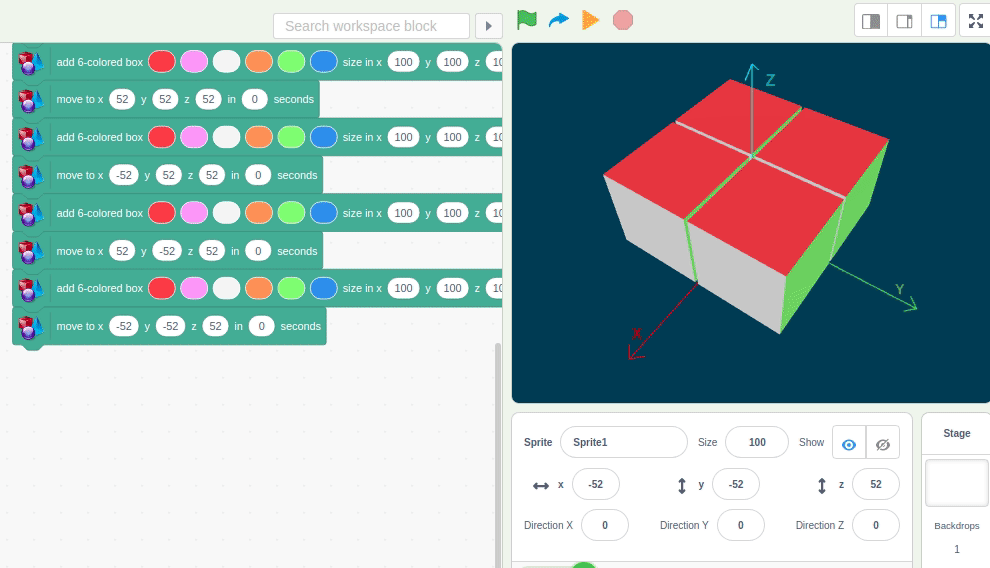 Search workspace block
add 6-colored box size in x 100 y 100 z 10
move to x 52 y 52 z 52 in 0 seconds
add 6-colored box size in x 100 y 100 z 10
move to x -52 y 52 z 52 in 0 seconds
add 6-colored box size in x 100 y 100 z 10
move to x 52 y -52 z 52 in 0 seconds
add 6-colored box size in x 100 y 100 z 10
move to x -52 y -52 z 52 in 0 seconds
Z
Y
X
Sprite Sprite1 Size 100 Show
x -52 y -52 z 52
Direction X 0 Direction Y 0 Direction Z 0
Stage
Backdrops
1